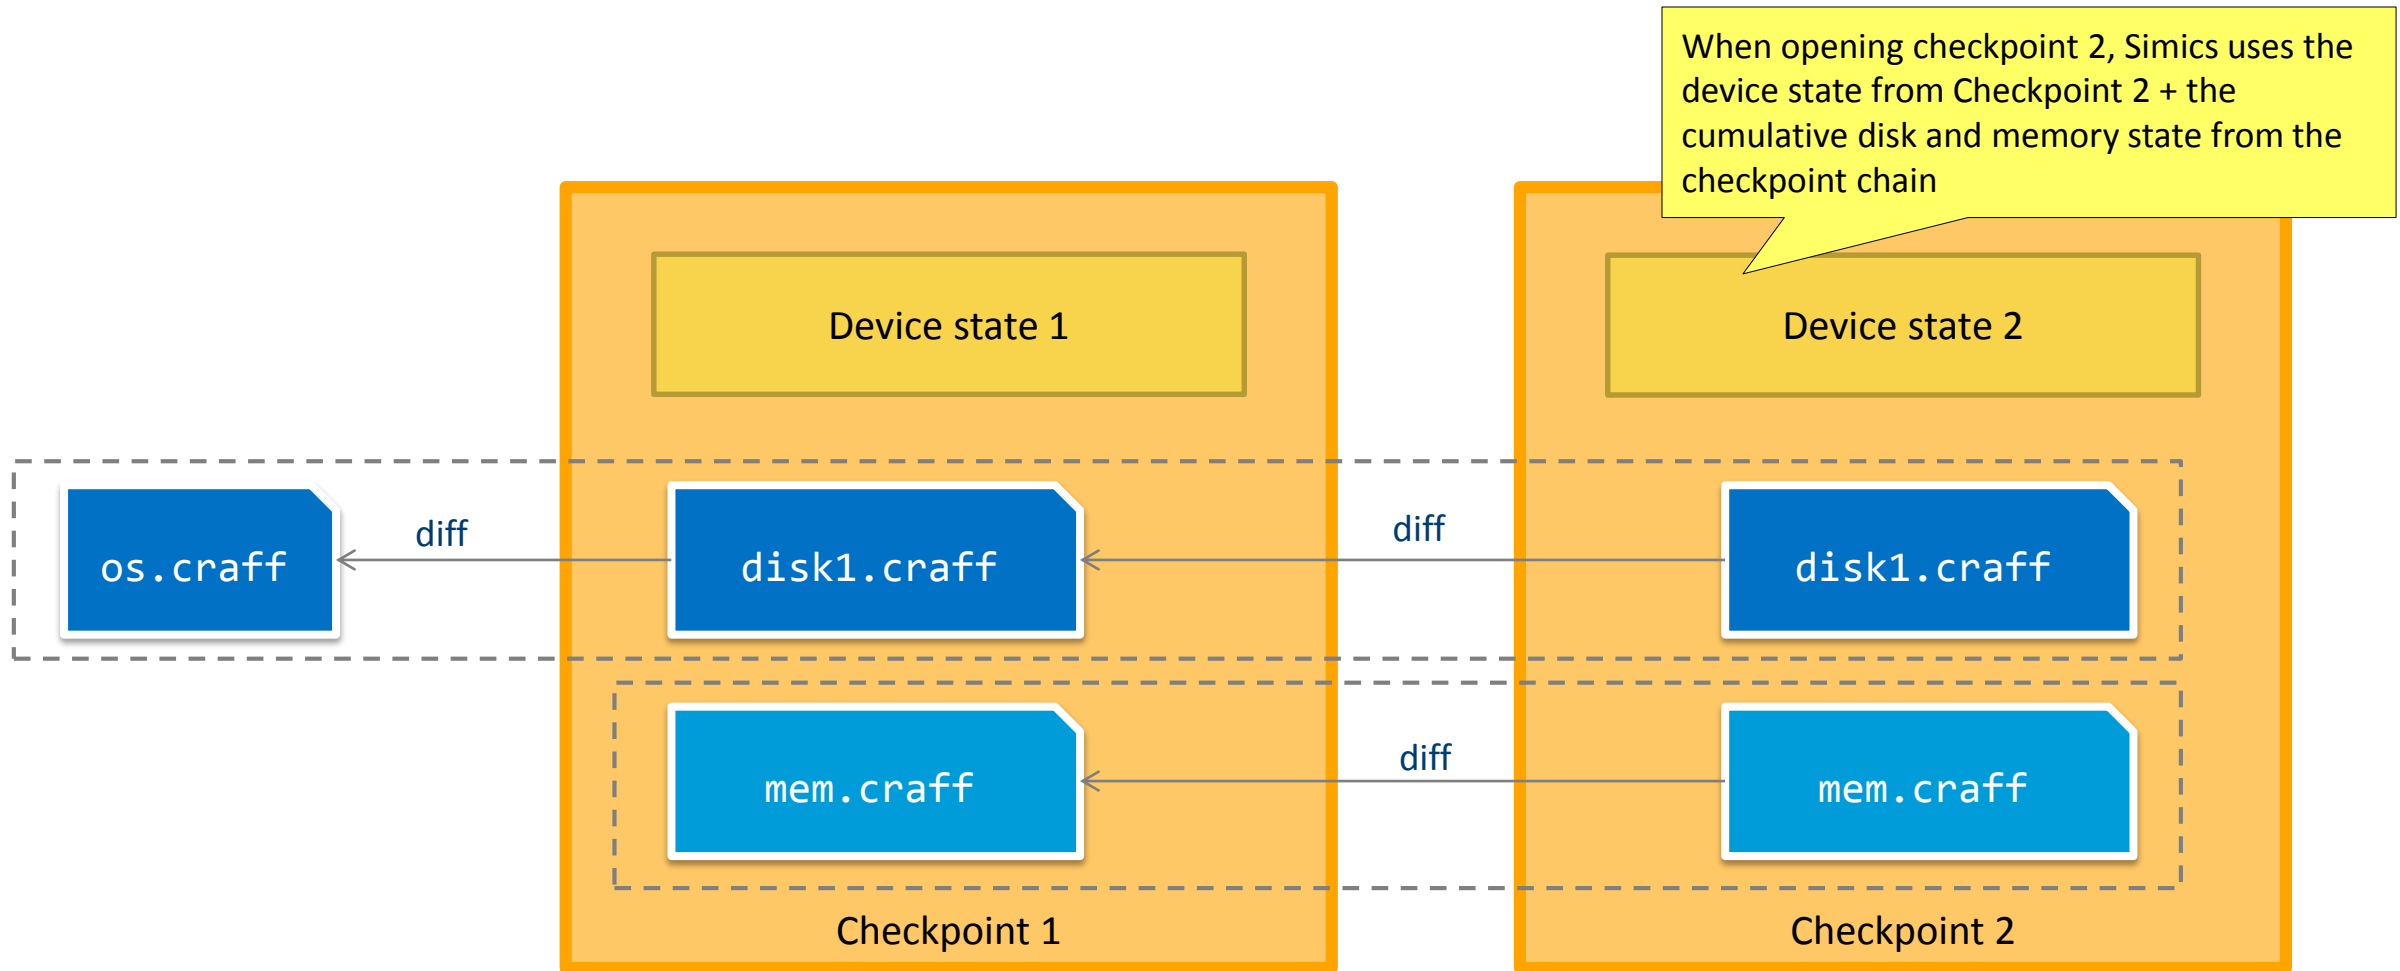 When opening checkpoint 2, Simics uses the
device state from Checkpoint 2 + the
cumulative disk and memory state from the
checkpoint chain
Device state 1
Device state 2
os.craff
diff
disk1.craff
diff
disk1.craff
mem.craff
diff
mem.craff
Checkpoint 1
Checkpoint 2